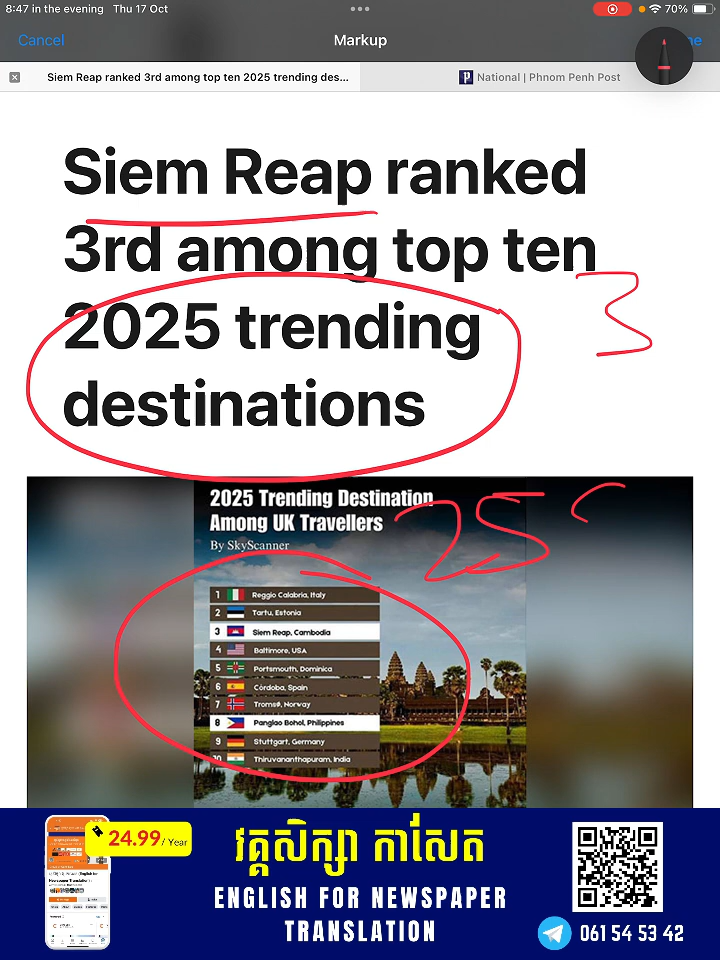 8:47 in the evening Thu 17 Oct
70%
Cancel
Markup
Siem Reap ranked 3rd among top ten 2025 trending des...
National | Phnom Penh Post
Siem Reap ranked
3rd among top ten
2025 trending
destinations
3
2025 Trending Destination
Among UK Travellers
25
By SkyScanner
1 Reggio Calabria, Italy
2 Tartu, Estonia
3 Siem Reap, Cambodia
4 Baltimore, USA
5 Portsmouth, Dominica
6 Córdoba, Spain
7 Tromsø, Norway
8 Panglao Bohol, Philippines
9 Stuttgart, Germany
10 Thiruvananthapuram, India
24.99 / Year
វគ្គសិក្សា កាសែត
ENGLISH FOR NEWSPAPER
TRANSLATION
061 54 53 42